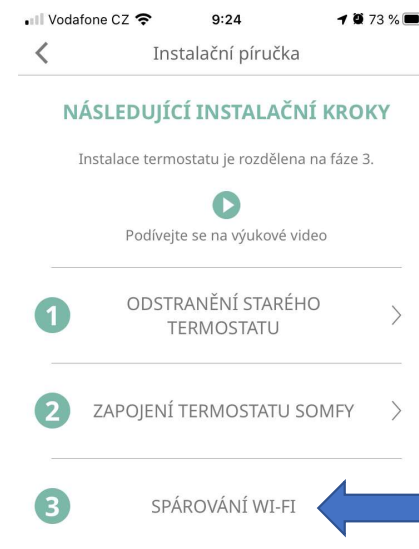 Vodafone CZ 9:24 73 %
Instalační píručka
NÁSLEDUJÍCÍ INSTALAČNÍ KROKY
Instalace termostatu je rozdělena na fáze 3.
Podívejte se na výukové video
1 ODSTRANĚNÍ STARÉHO
TERMOSTATU
2 ZAPOJENÍ TERMOSTATU SOMFY
3 SPÁROVÁNÍ WI-FI